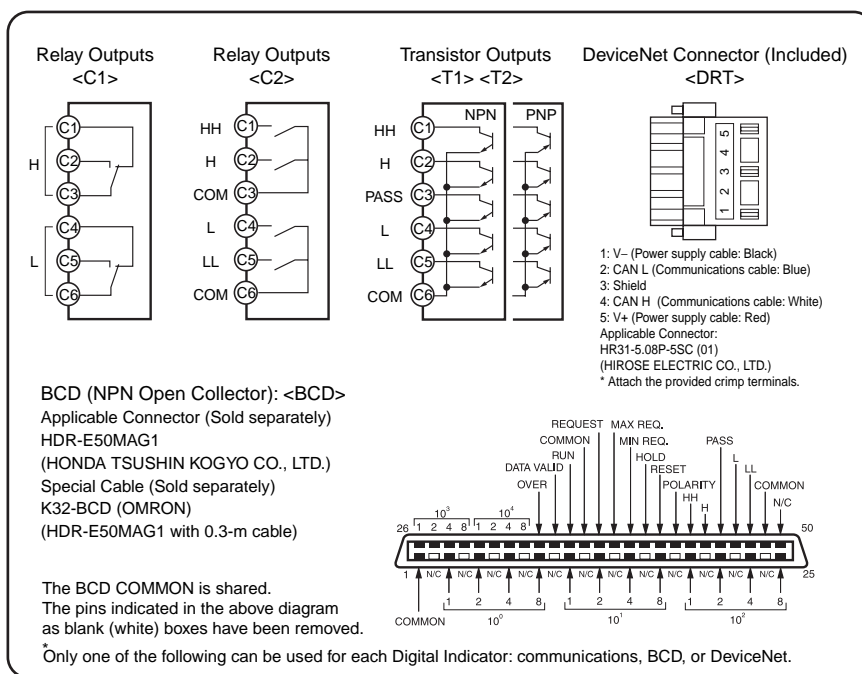 Relay Outputs
<C1>
C1
C2
C3
C4
C5
C6
H
L
Relay Outputs
<C2>
HH C1
H C2
COM C3
L C4
LL C5
COM C6
Transistor Outputs
<T1> <T2>
NPN PNP
HH C1
H C2
PASS C3
L C4
LL C5
COM C6
DeviceNet Connector (Included)
<DRT>
1 2 3 4 5
1: V– (Power supply cable: Black)
2: CAN L (Communications cable: Blue)
3: Shield
4: CAN H (Communications cable: White)
5: V+ (Power supply cable: Red)
Applicable Connector:
HR31-5.08P-5SC (01)
(HIROSE ELECTRIC CO., LTD.)
* Attach the provided crimp terminals.
BCD (NPN Open Collector): <BCD>
Applicable Connector (Sold separately)
HDR-E50MAG1
(HONDA TSUSHIN KOGYO CO., LTD.)
Special Cable (Sold separately)
K32-BCD (OMRON)
(HDR-E50MAG1 with 0.3-m cable)
The BCD COMMON is shared.
The pins indicated in the above diagram
as blank (white) boxes have been removed.
REQUEST MAX REQ.
COMMON MIN REQ. PASS
RUN HOLD L
DATA VALID RESET LL
OVER POLARITY COMMON
HH N/C
H
10³ 10⁴
26 1 2 4 8 1 2 4 8 50
1 N/C N/C N/C N/C N/C N/C N/C N/C N/C N/C N/C N/C 25
1 2 4 8 1 2 4 8 1 2 4 8
COMMON 10⁰ 10¹ 10²
*Only one of the following can be used for each Digital Indicator: communications, BCD, or DeviceNet.